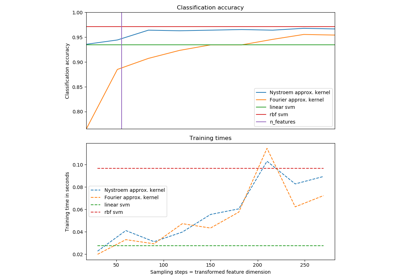 Classification accuracy
Classification accuracy
1.00
0.95
0.90
0.85
0.80
Nystroem approx. kernel
Fourier approx. kernel
linear svm
rbf svm
n_features
Training times
Training time in seconds
0.10
0.08
0.06
0.04
0.02
Nystroem approx. kernel
Fourier approx. kernel
linear svm
rbf svm
50
100
150
200
250
Sampling steps = transformed feature dimension